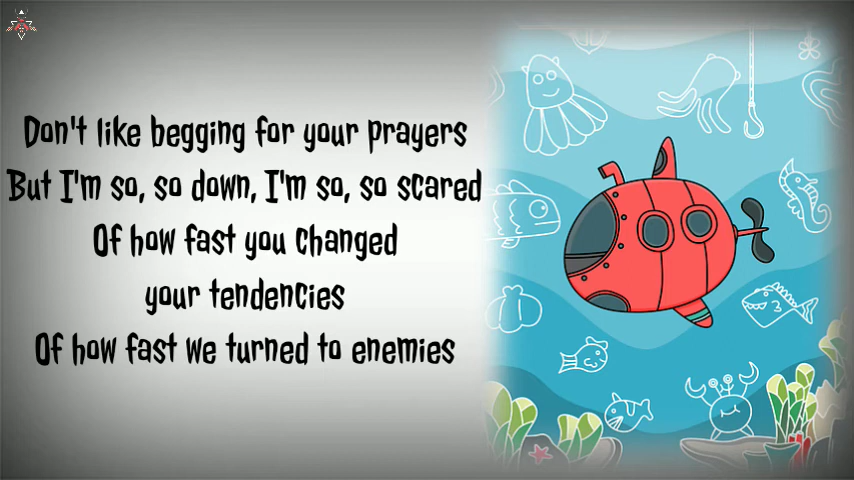 Don't like begging for your prayers
But I'm so, so down, I'm so, so scared
Of how fast you changed
your tendencies
Of how fast we turned to enemies